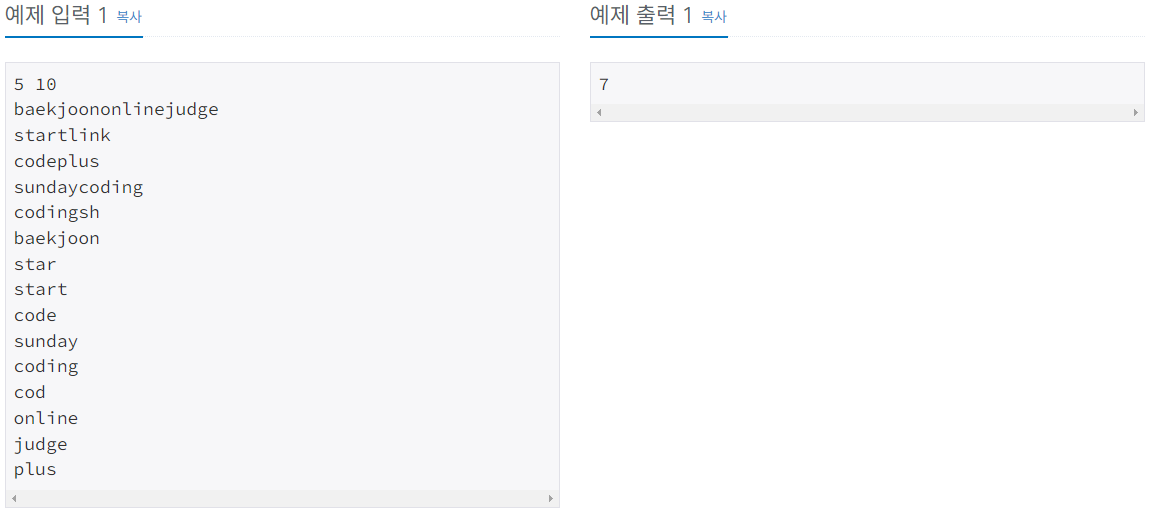 예제 입력 1 복사
5 10
baekjoononlinejudge
startlink
codeplus
sundaycoding
codingsh
baekjoon
star
start
code
sunday
coding
cod
online
judge
plus
예제 출력 1 복사
7